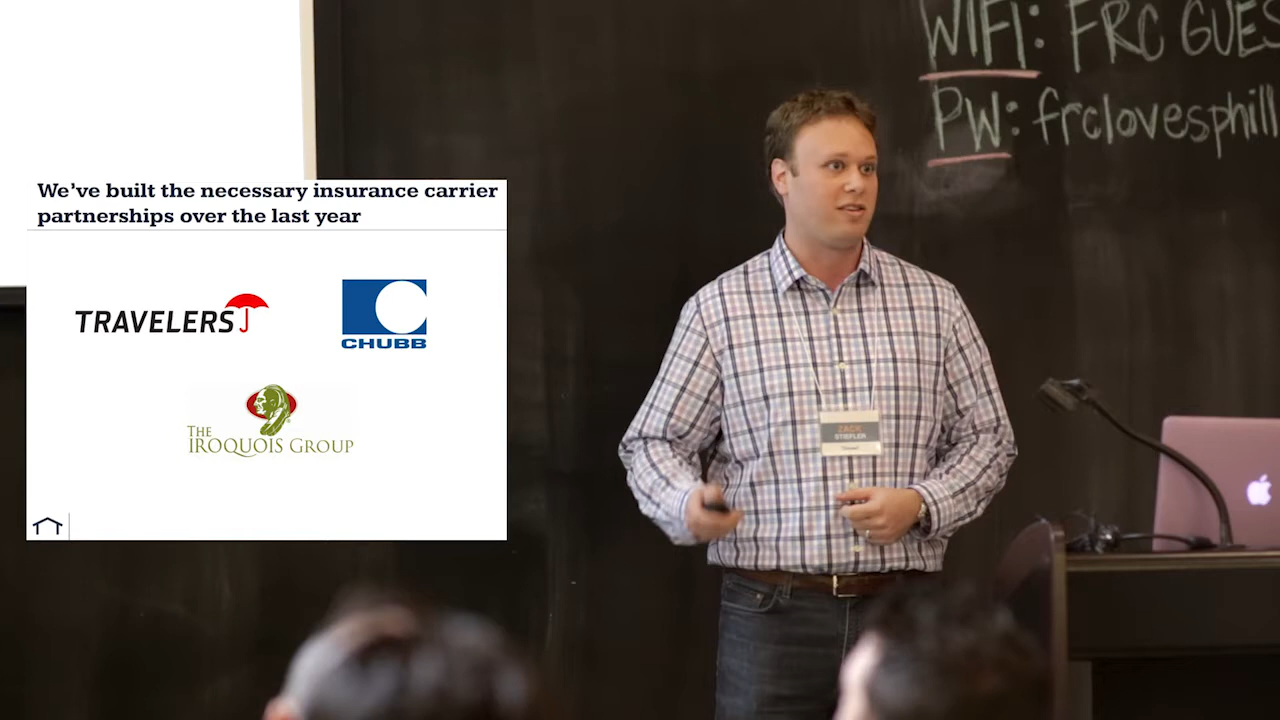 WIFI: FRC GUES
PW: frclovesphill
We've built the necessary insurance carrier
partnerships over the last year
TRAVELERS
CHUBB
THE
IROQUOIS GROUP
ZACK
STIEFLER